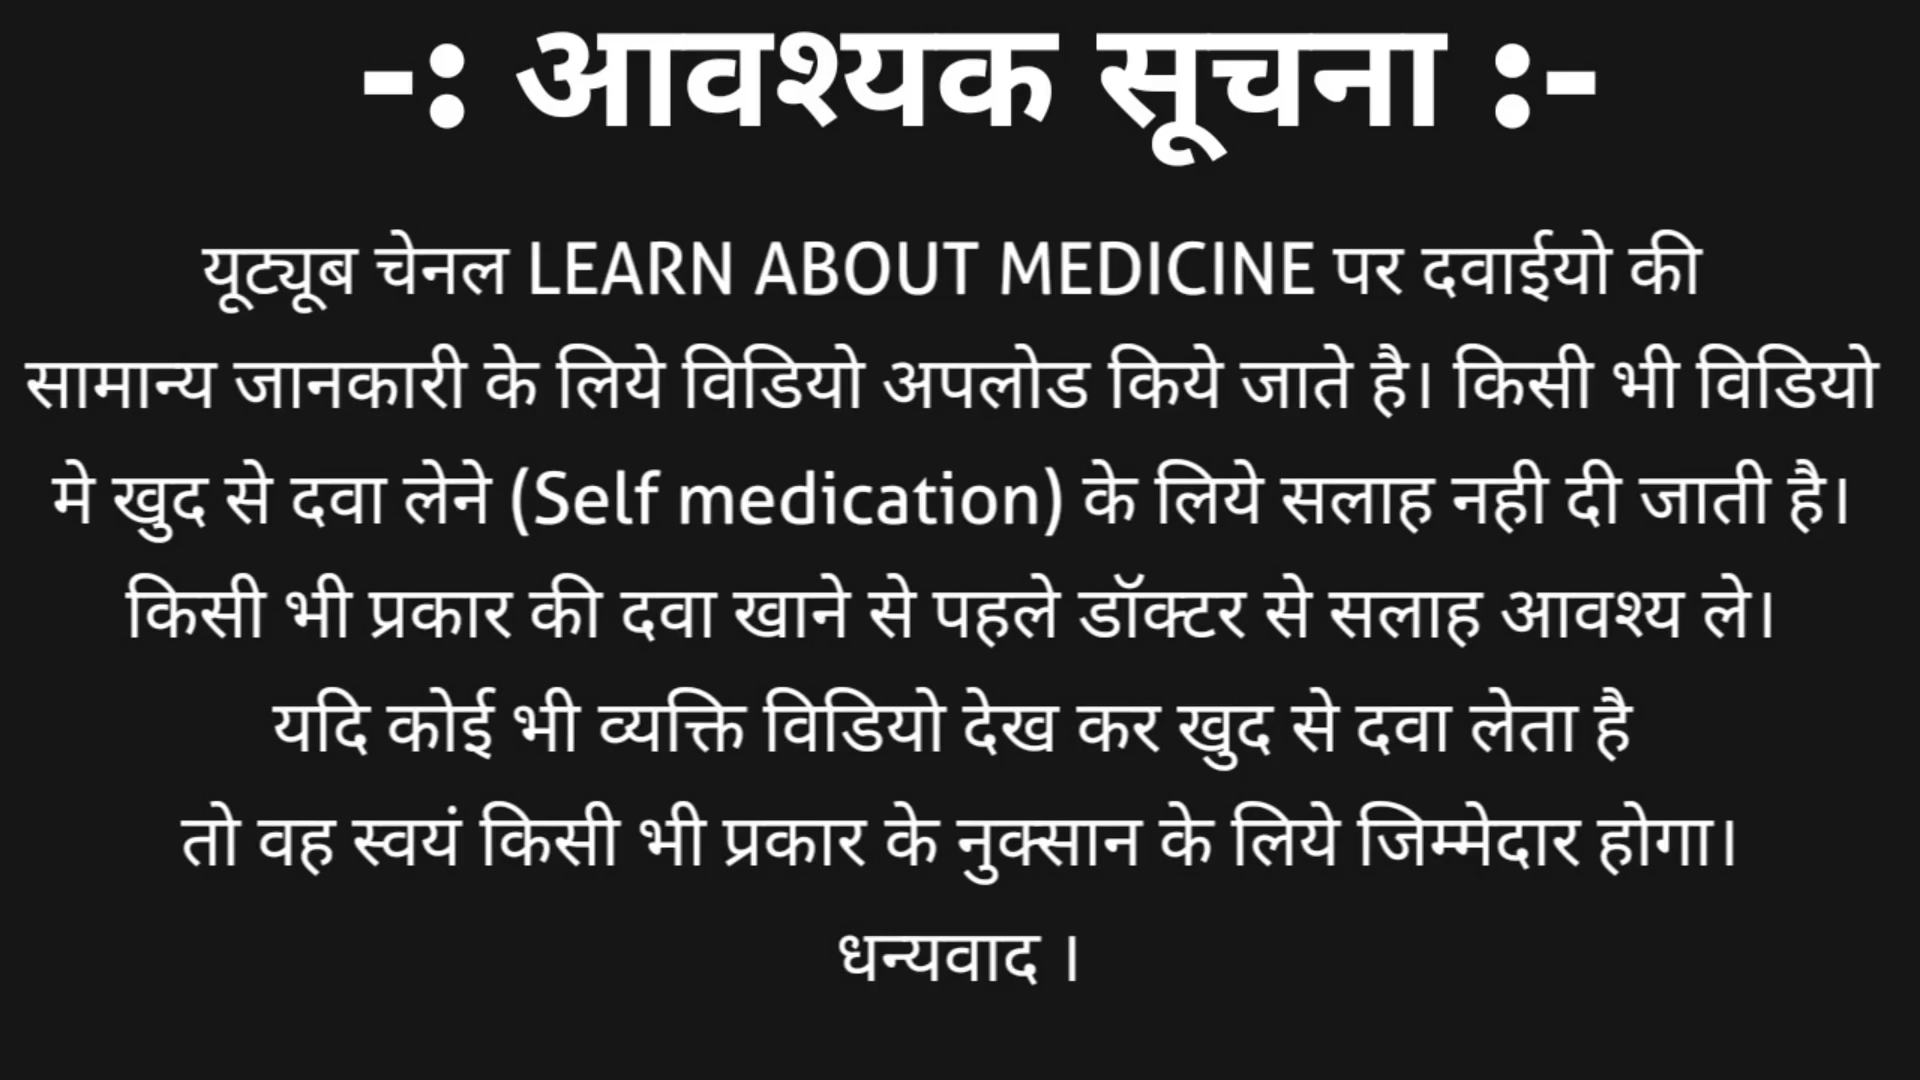 -: आवश्यक सूचना :-
यूट्यूब चेनल LEARN ABOUT MEDICINE पर दवाईयो की
सामान्य जानकारी के लिये विडियो अपलोड किये जाते है। किसी भी विडियो
मे खुद से दवा लेने (Self medication) के लिये सलाह नही दी जाती है।
किसी भी प्रकार की दवा खाने से पहले डॉक्टर से सलाह आवश्य ले।
यदि कोई भी व्यक्ति विडियो देख कर खुद से दवा लेता है
तो वह स्वयं किसी भी प्रकार के नुक्सान के लिये जिम्मेदार होगा।
धन्यवाद ।